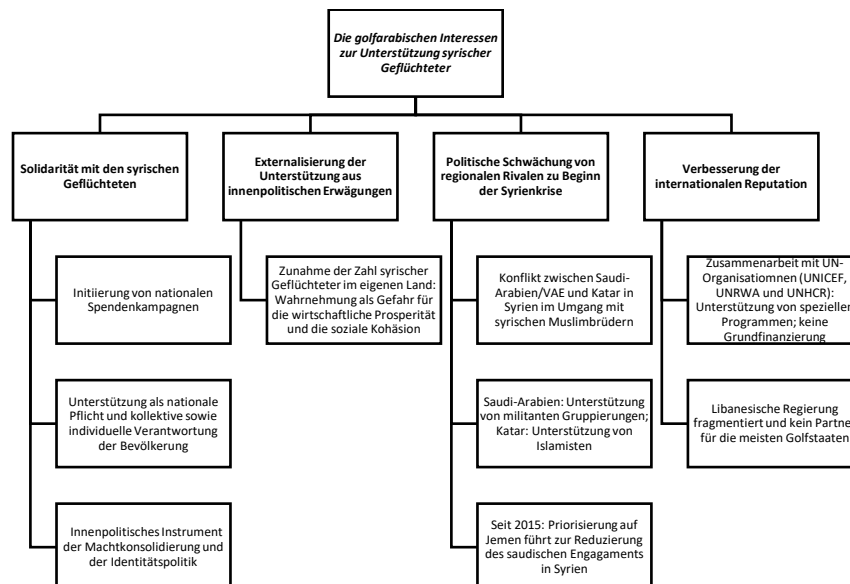 Die golfarabischen Interessen
zur Unterstützung syrischer
Geflüchteter
Solidarität mit den syrischen
Geflüchteten
Initiierung von nationalen
Spendenkampagnen
Unterstützung als nationale
Pflicht und kollektive sowie
individuelle Verantwortung
der Bevölkerung
Innenpolitisches Instrument
der Machtkonsolidierung und
der Identitätspolitik
Externalisierung der
Unterstützung aus
innenpolitischen Erwägungen
Zunahme der Zahl syrischer
Geflüchteter im eigenen Land:
Wahrnehmung als Gefahr für
die wirtschaftliche Prosperität
und die soziale Kohäsion
Politische Schwächung von
regionalen Rivalen zu Beginn
der Syrienkrise
Konflikt zwischen Saudi-
Arabien/VAE und Katar in
Syrien im Umgang mit
syrischen Muslimbrüdern
Saudi-Arabien: Unterstützung
von militanten Gruppierungen;
Katar: Unterstützung von
Islamisten
Seit 2015: Priorisierung auf
Jemen führt zur Reduzierung
des saudischen Engagaments
in Syrien
Verbesserung der
internationalen Reputation
Zusammenarbeit mit UN-
Organisatiomnen (UNICEF,
UNRWA und UNHCR):
Unterstützung von speziellen
Programmen; keine
Grundfinanzierung
Libanesische Regierung
fragmentiert und kein Partner
für die meisten Golfstaaten